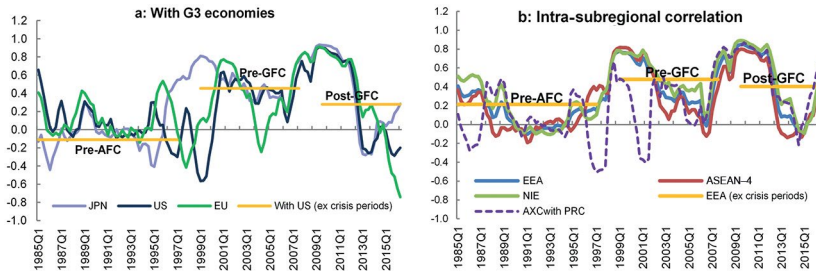 a: With G3 economies
1.2
1.0
0.8
0.6
0.4
0.2
0.0
-0.2
-0.4
-0.6
-0.8
-1.0
Pre-AFC
Pre-GFC
Post-GFC
JPN
US
EU
With US (ex crisis periods)
1985Q1
1987Q1
1989Q1
1991Q1
1993Q1
1995Q1
1997Q1
1999Q1
2001Q1
2003Q1
2005Q1
2007Q1
2009Q1
2011Q1
2013Q1
2015Q1
b: Intra-subregional correlation
1.2
1.0
0.8
0.6
0.4
0.2
0.0
-0.2
-0.4
-0.6
-0.8
-1.0
Pre-AFC
Pre-GFC
Post-GFC
EEA
ASEAN–4
NIE
EEA (ex crisis periods)
AXCwith PRC
1985Q1
1987Q1
1989Q1
1991Q1
1993Q1
1995Q1
1997Q1
1999Q1
2001Q1
2003Q1
2005Q1
2007Q1
2009Q1
2011Q1
2013Q1
2015Q1